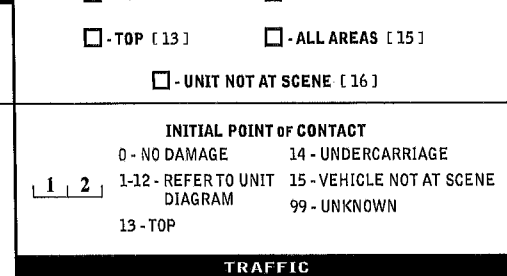 - TOP [13] - ALL AREAS [15]
- UNIT NOT AT SCENE [16]
INITIAL POINT OF CONTACT
0 - NO DAMAGE 14 - UNDERCARRIAGE
1 2 1-12 - REFER TO UNIT 15 - VEHICLE NOT AT SCENE
DIAGRAM 99 - UNKNOWN
13 - TOP
TRAFFIC